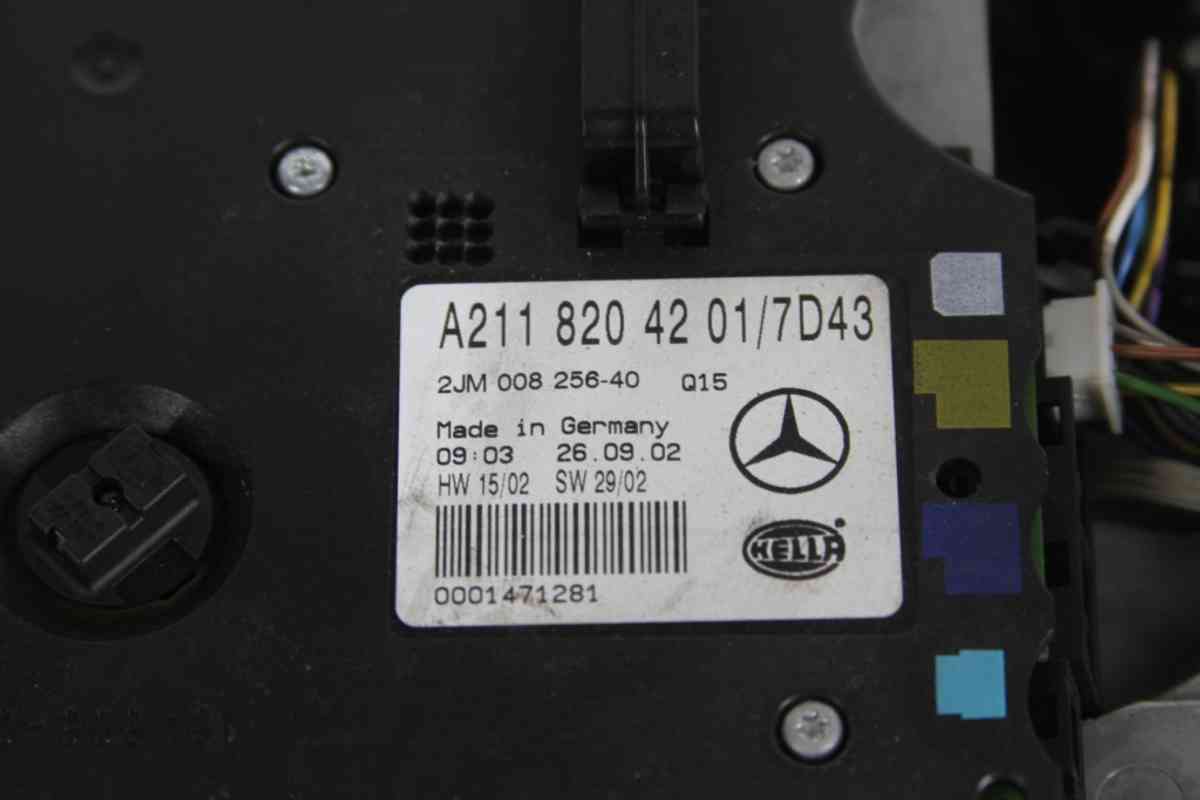 A211 820 42 01/7D43
2JM 008 256-40 Q15
Made in Germany
09:03 26.09.02
HW 15/02 SW 29/02
HELLA
0001471281